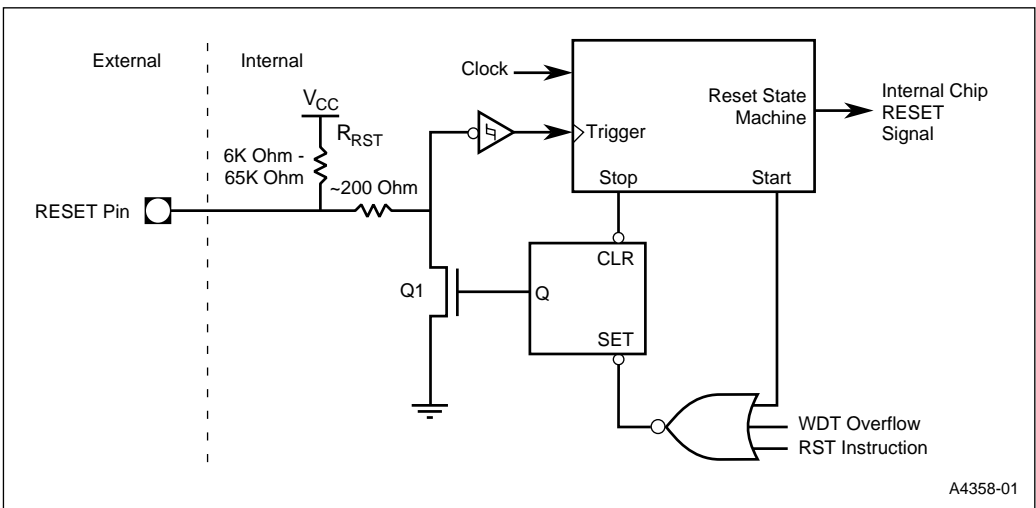 External
Internal
Clock
VCC
RRST
6K Ohm -
65K Ohm
~200 Ohm
RESET Pin
Trigger
Reset State
Machine
Internal Chip
RESET
Signal
Stop
Start
CLR
Q1
Q
SET
WDT Overflow
RST Instruction
A4358-01